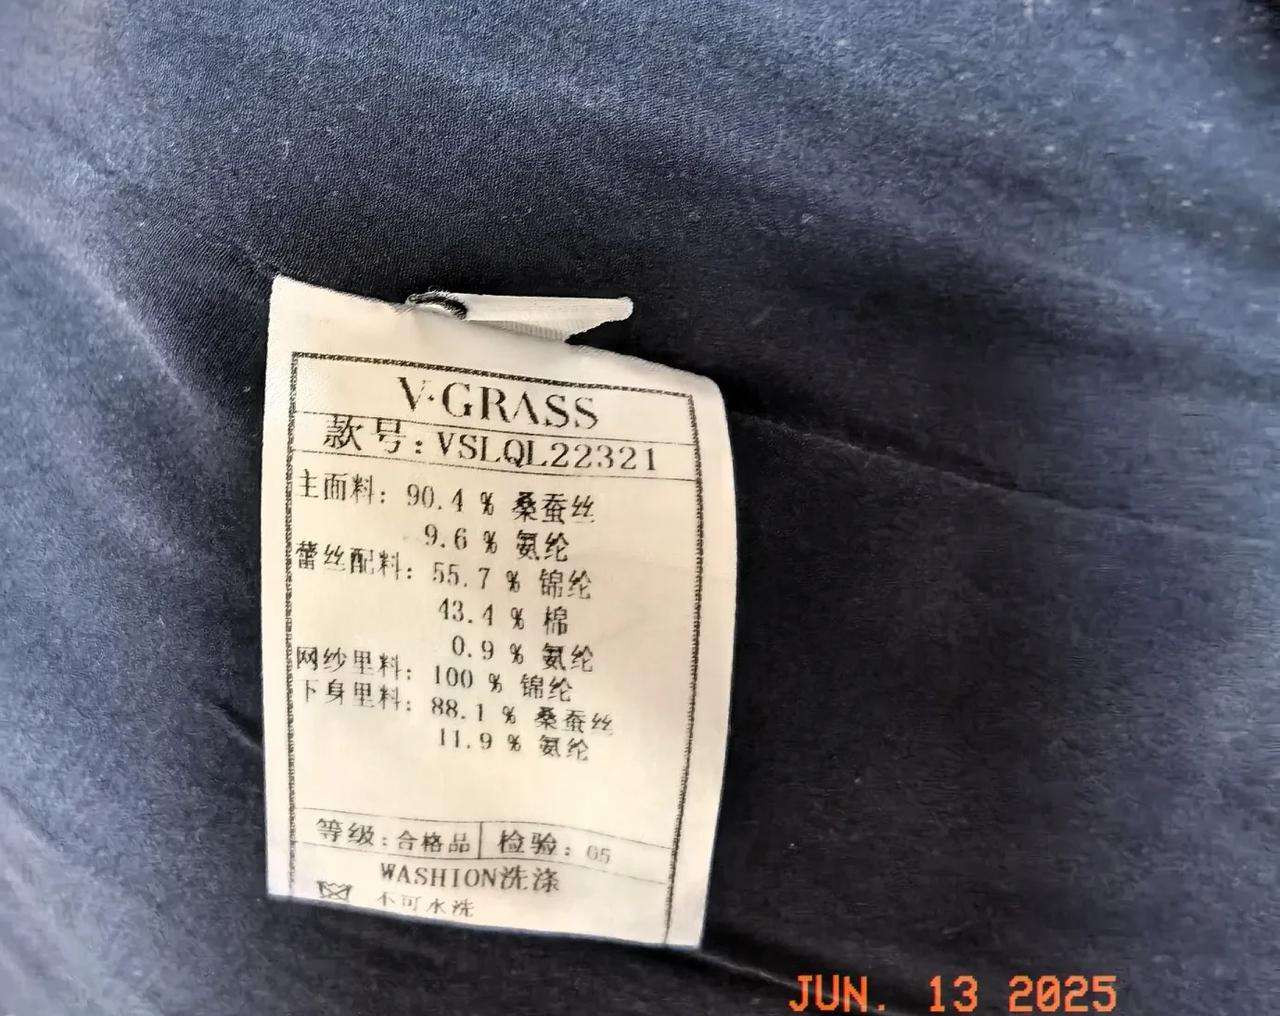 V·GRASS
款号: VSLQL22321
主面料: 90.4 % 桑蚕丝
9.6 % 氨纶
蕾丝配料: 55.7 % 锦纶
43.4 % 棉
0.9 % 氨纶
网纱里料: 100 % 锦纶
下身里料: 88.1 % 桑蚕丝
11.9 % 氨纶
等级: 合格品 检验: 05
WASHION洗涤
不可水洗
JUN. 13 2025